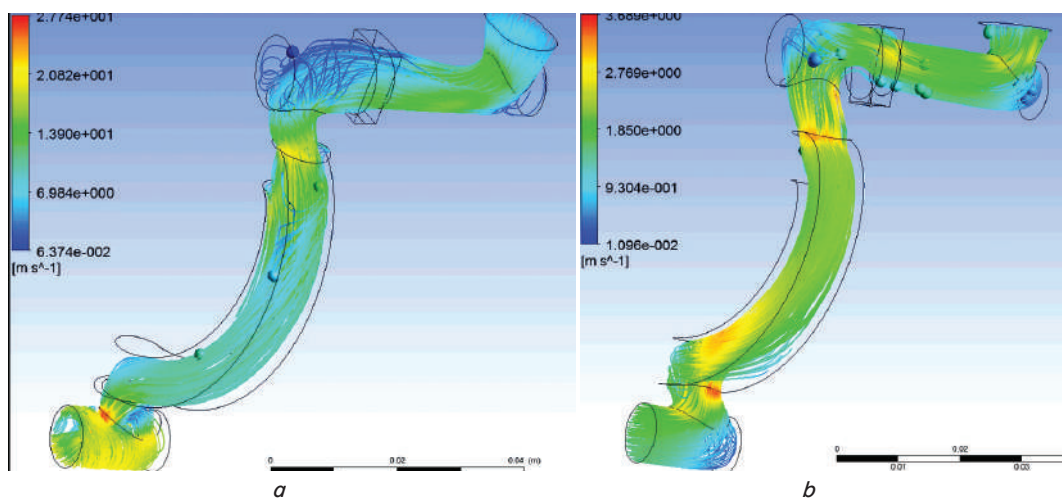 2.774e+001
2.082e+001
1.390e+001
6.984e+000
6.374e-002
[m s^-1]
0
0.02
0.04 (m)
a
3.689e+000
2.769e+000
1.850e+000
9.304e-001
1.096e-002
[m s^-1]
0
0.02
0.01
0.03
b